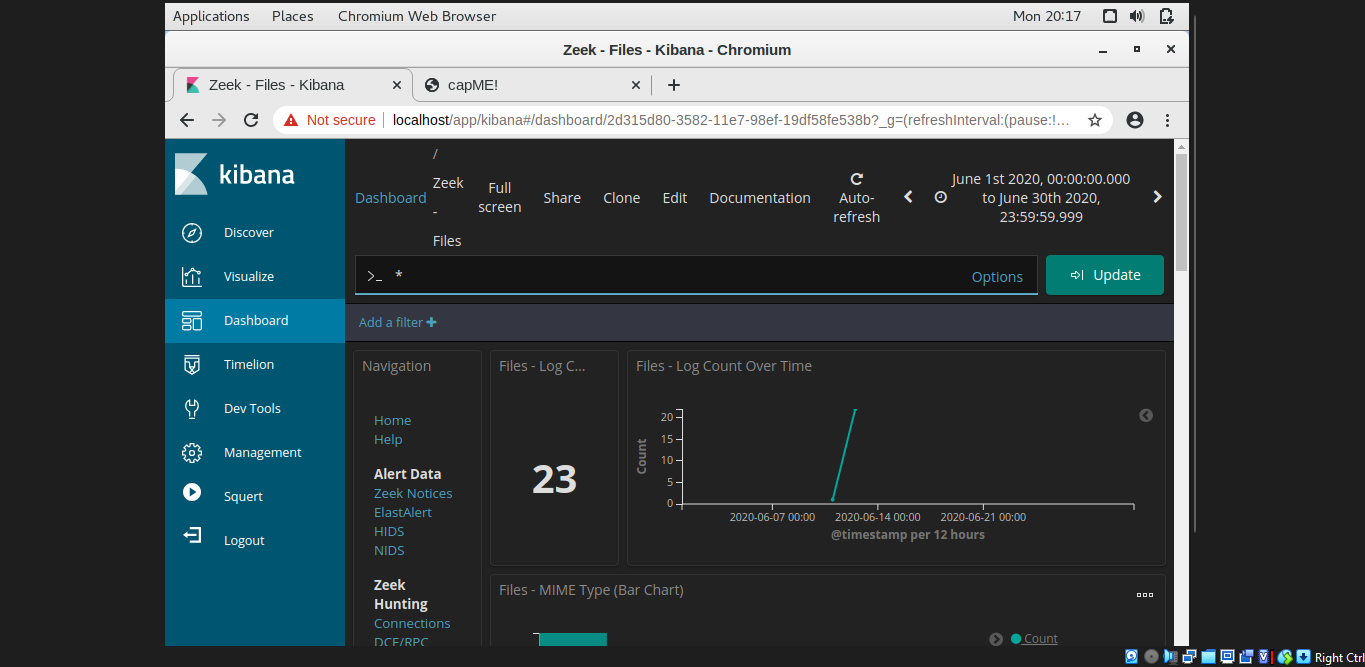 Applications Places Chromium Web Browser Mon 20:17
Zeek - Files - Kibana - Chromium
Zeek - Files - Kibana
capME!
Not secure localhost/app/kibana#/dashboard/2d315d80-3582-11e7-98ef-19df58fe538b?_g=(refreshInterval:(pause:!...
kibana
Discover
Visualize
Dashboard
Timelion
Dev Tools
Management
Squert
Logout
Dashboard
/
Zeek
-
Files
Full
screen
Share
Clone
Edit
Documentation
Auto-
refresh
June 1st 2020, 00:00:00.000
to June 30th 2020,
23:59:59.999
>_ *
Options
Update
Add a filter +
Navigation
Home
Help
Alert Data
Zeek Notices
ElastAlert
HIDS
NIDS
Zeek
Hunting
Connections
DCE/RPC
Files - Log C...
23
Files - Log Count Over Time
Count
20
15
10
5
0
2020-06-07 00:00 2020-06-14 00:00 2020-06-21 00:00
@timestamp per 12 hours
Files - MIME Type (Bar Chart)
Count
Right Ctrl